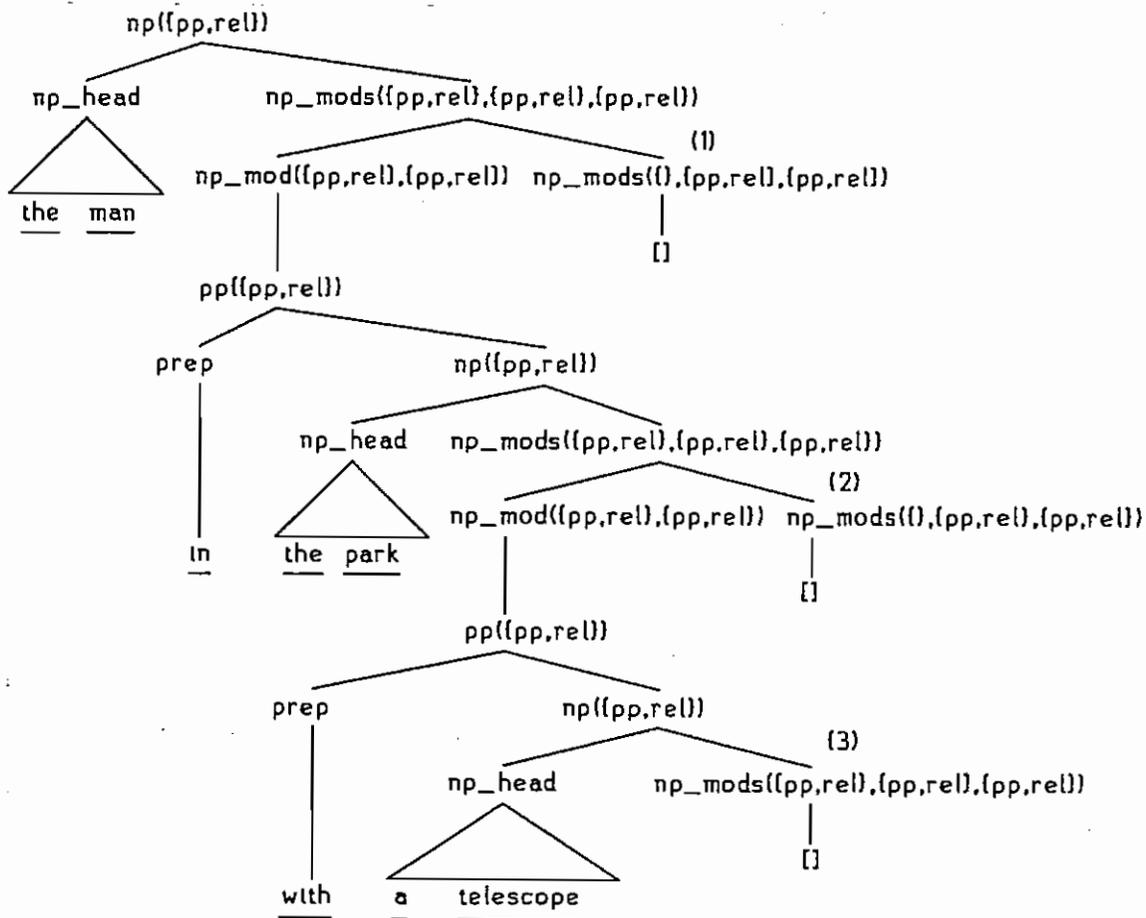 np({pp,rel})
np_head np_mods({pp,rel},{pp,rel},{pp,rel})
(1)
np_mod({pp,rel},{pp,rel}) np_mods({},{pp,rel},{pp,rel})
the man
[]
pp({pp,rel})
prep np({pp,rel})
np_head np_mods({pp,rel},{pp,rel},{pp,rel})
(2)
np_mod({pp,rel},{pp,rel}) np_mods({},{pp,rel},{pp,rel})
in the park
[]
pp({pp,rel})
prep np({pp,rel})
(3)
np_head np_mods({pp,rel},{pp,rel},{pp,rel})
[]
with a telescope